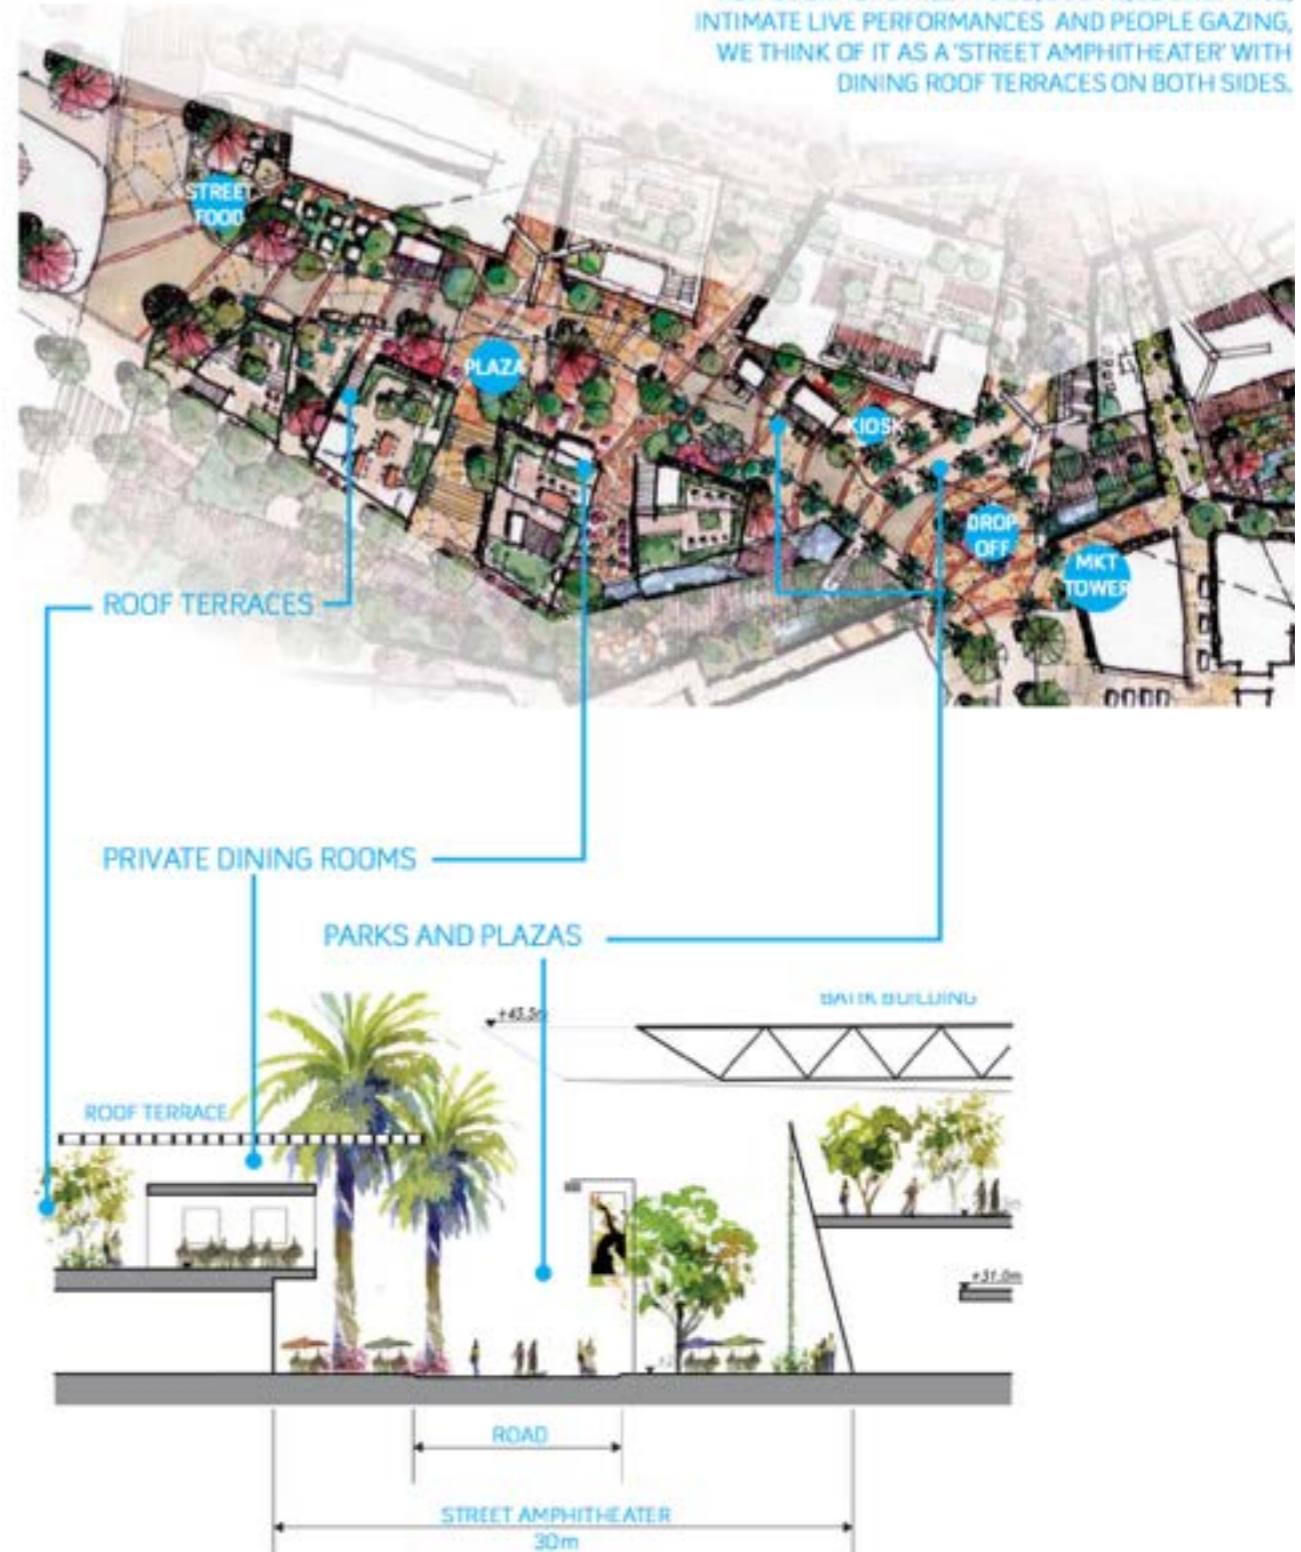 INTIMATE LIVE PERFORMANCES AND PEOPLE GAZING,
WE THINK OF IT AS A 'STREET AMPHITHEATER' WITH
DINING ROOF TERRACES ON BOTH SIDES.
STREET
FOOD
PLAZA
KIOSK
DROP
OFF
MKT
TOWER
ROOF TERRACES
PRIVATE DINING ROOMS
PARKS AND PLAZAS
BUILDING
+45.5m
ROOF TERRACE
+31.0m
ROAD
STREET AMPHITHEATER
30m